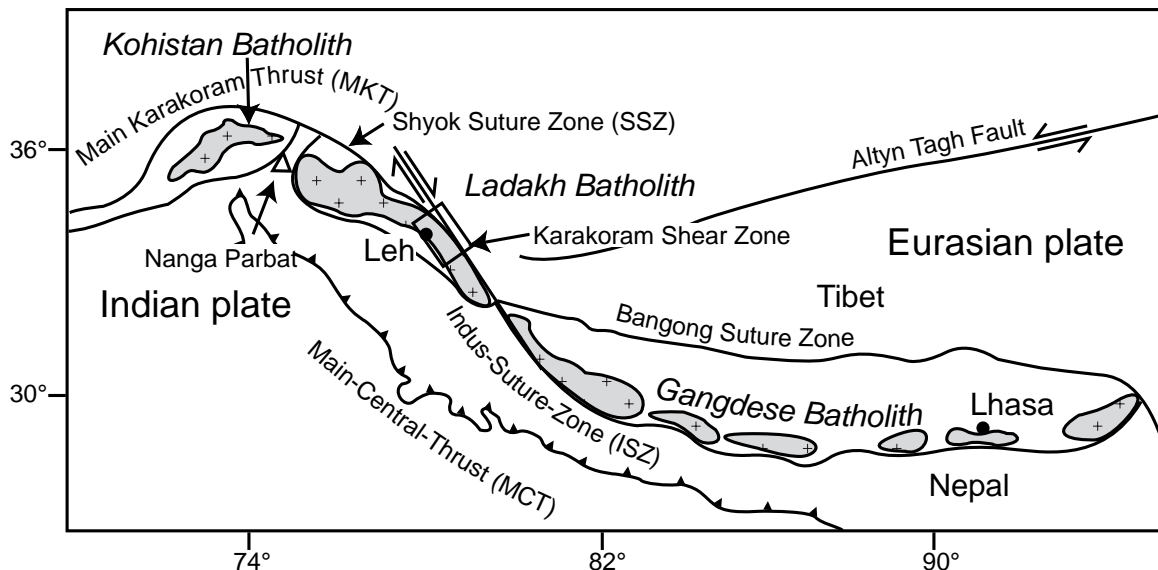 Kohistan Batholith
Main Karakoram Thrust (MKT)
Shyok Suture Zone (SSZ)
36°
Altyn Tagh Fault
Ladakh Batholith
Leh
Karakoram Shear Zone
Nanga Parbat
Eurasian plate
Indian plate
Tibet
Bangong Suture Zone
Indus-Suture-Zone (ISZ)
Main-Central-Thrust (MCT)
30°
Gangdese Batholith
Lhasa
Nepal
74°
82°
90°